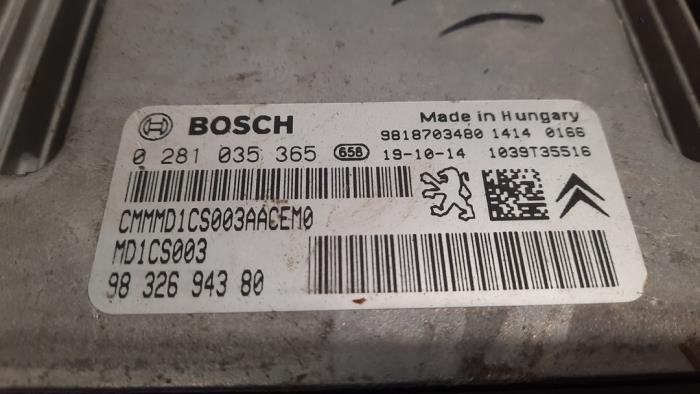 BOSCH
Made in Hungary
9818703480 1414 0166
0 281 035 365 658 19-10-14 1039T35516
CMMMD1CS003AACEM0
MD1CS003
98 326 943 80